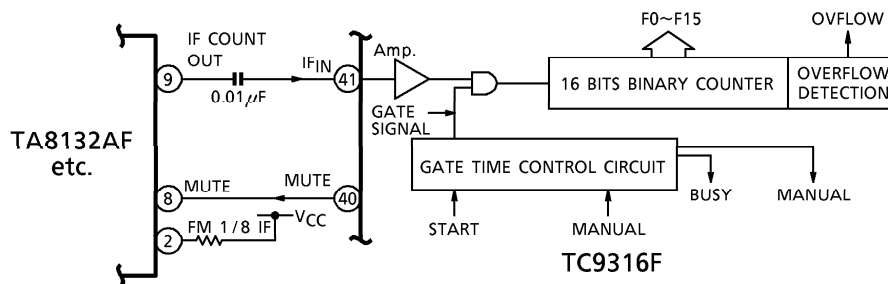 F0~F15
OVFLOW
IF COUNT
OUT
Amp.
IFIN
9
41
0.01μF
16 BITS BINARY COUNTER
OVERFLOW
DETECTION
GATE
SIGNAL
TA8132AF
etc.
GATE TIME CONTROL CIRCUIT
MUTE
MUTE
8
40
BUSY
MANUAL
VCC
FM 1/8 IF
2
START
MANUAL
TC9316F